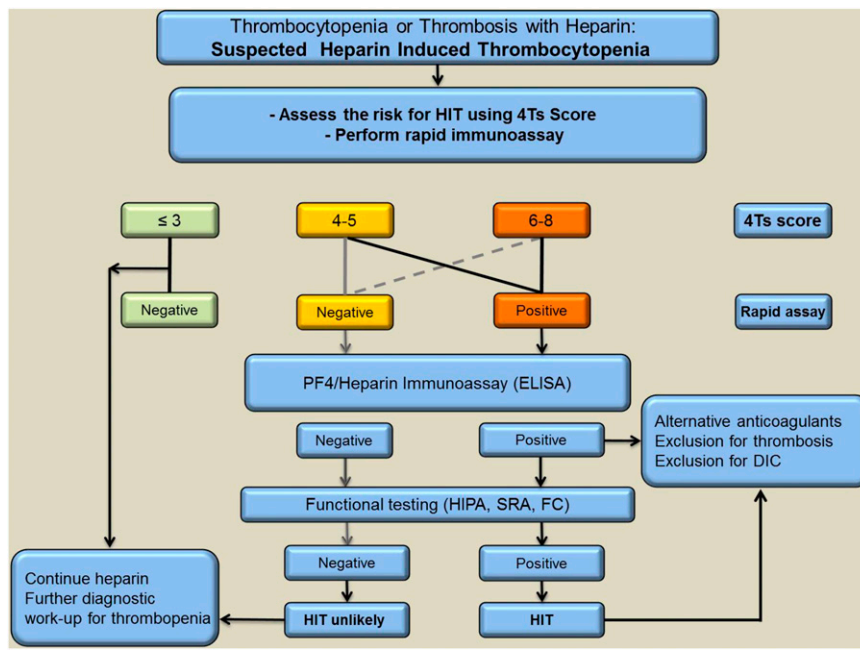 Thrombocytopenia or Thrombosis with Heparin:
Suspected Heparin Induced Thrombocytopenia
- Assess the risk for HIT using 4Ts Score
- Perform rapid immunoassay
≤ 3
4-5
6-8
4Ts score
Negative
Negative
Positive
Rapid assay
PF4/Heparin Immunoassay (ELISA)
Negative
Positive
Alternative anticoagulants
Exclusion for thrombosis
Exclusion for DIC
Functional testing (HIPA, SRA, FC)
Negative
Positive
Continue heparin
Further diagnostic
work-up for thrombopenia
HIT unlikely
HIT